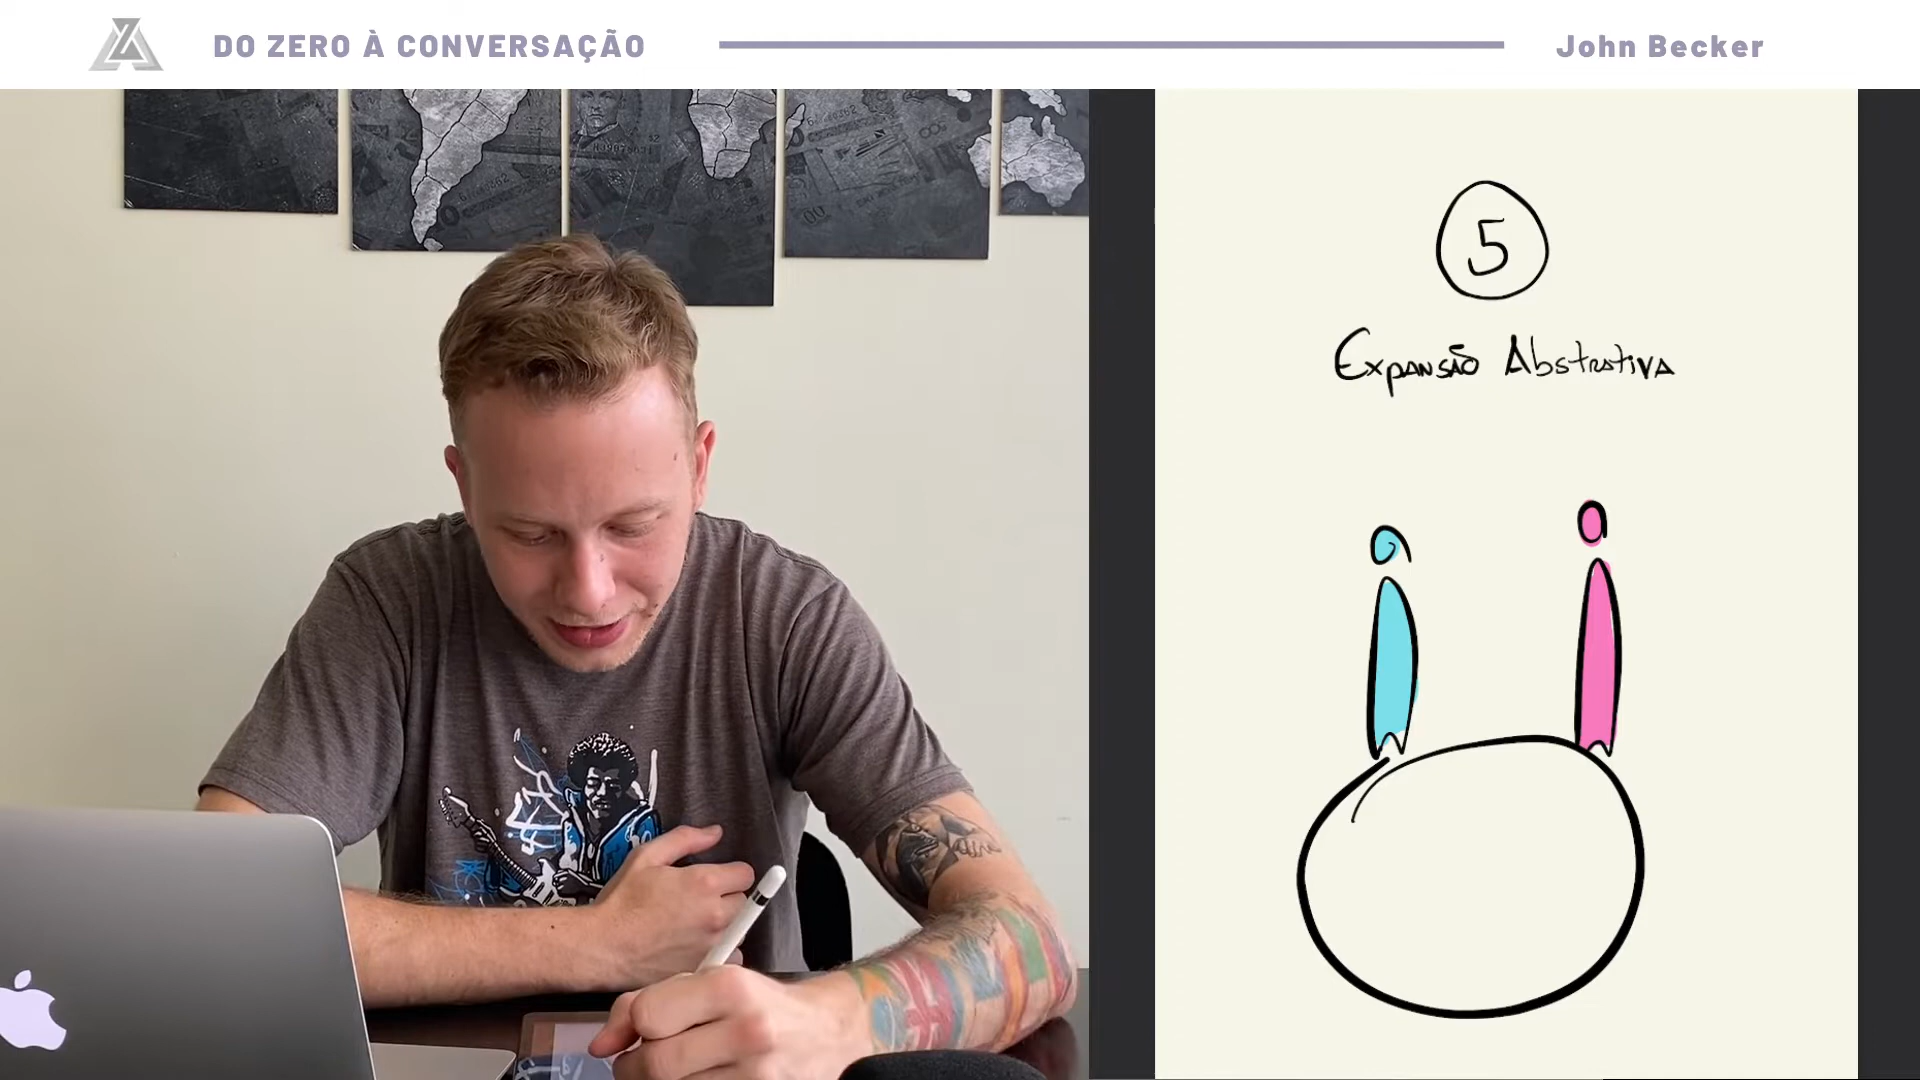 DO ZERO À CONVERSAÇÃO
John Becker
5
Expansão Abstrativa